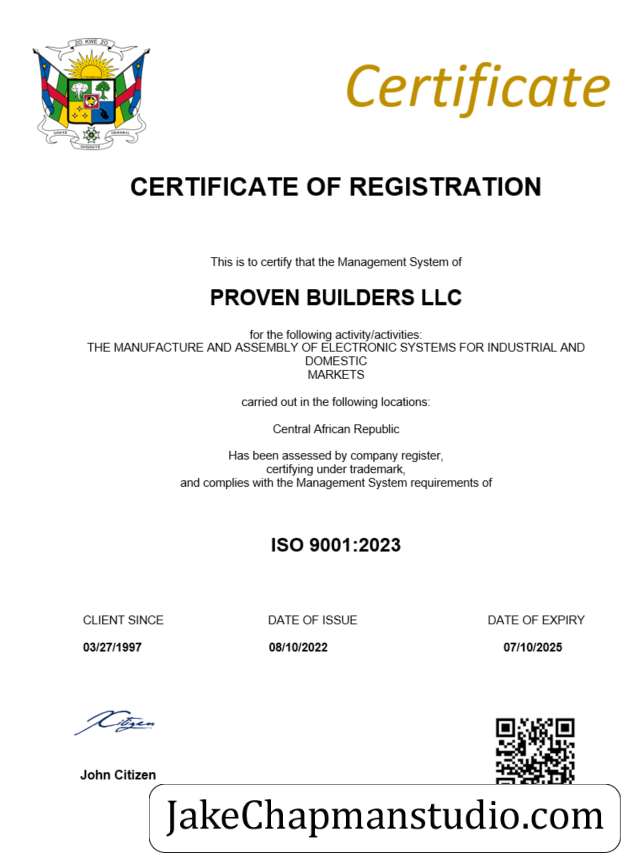 ZO KWE ZO
Certificate
CERTIFICATE OF REGISTRATION
This is to certify that the Management System of
PROVEN BUILDERS LLC
for the following activity/activities:
THE MANUFACTURE AND ASSEMBLY OF ELECTRONIC SYSTEMS FOR INDUSTRIAL AND
DOMESTIC
MARKETS
carried out in the following locations:
Central African Republic
Has been assessed by company register,
certifying under trademark,
and complies with the Management System requirements of
ISO 9001:2023
CLIENT SINCE DATE OF ISSUE DATE OF EXPIRY
03/27/1997 08/10/2022 07/10/2025
Citizen
John Citizen
JakeChapmanstudio.com